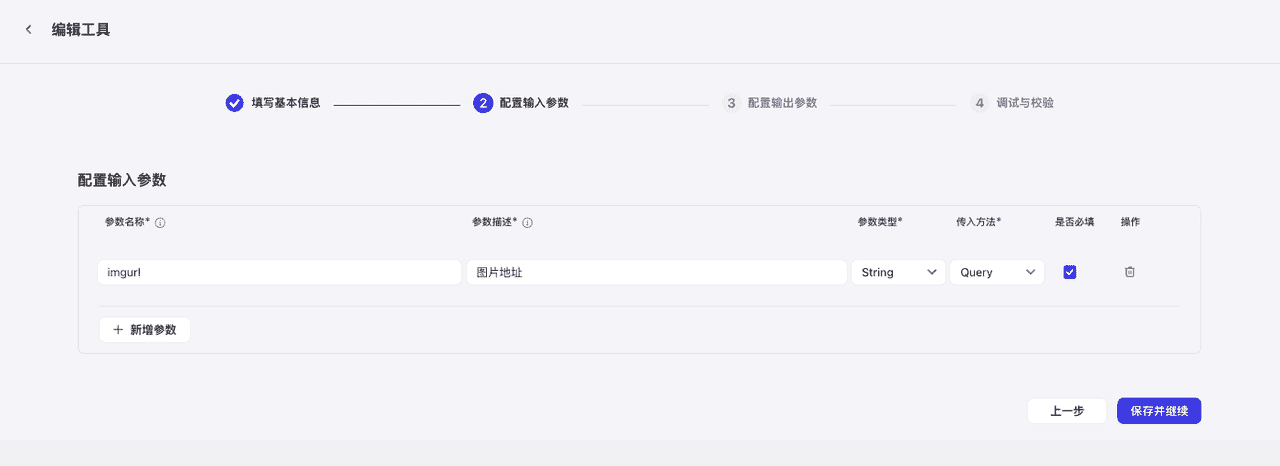 编辑工具
填写基本信息
2 配置输入参数
3 配置输出参数
4 调试与校验
配置输入参数
参数名称* 参数描述* 参数类型* 传入方法* 是否必填 操作
imgurl 图片地址 String Query
+ 新增参数
上一步 保存并继续